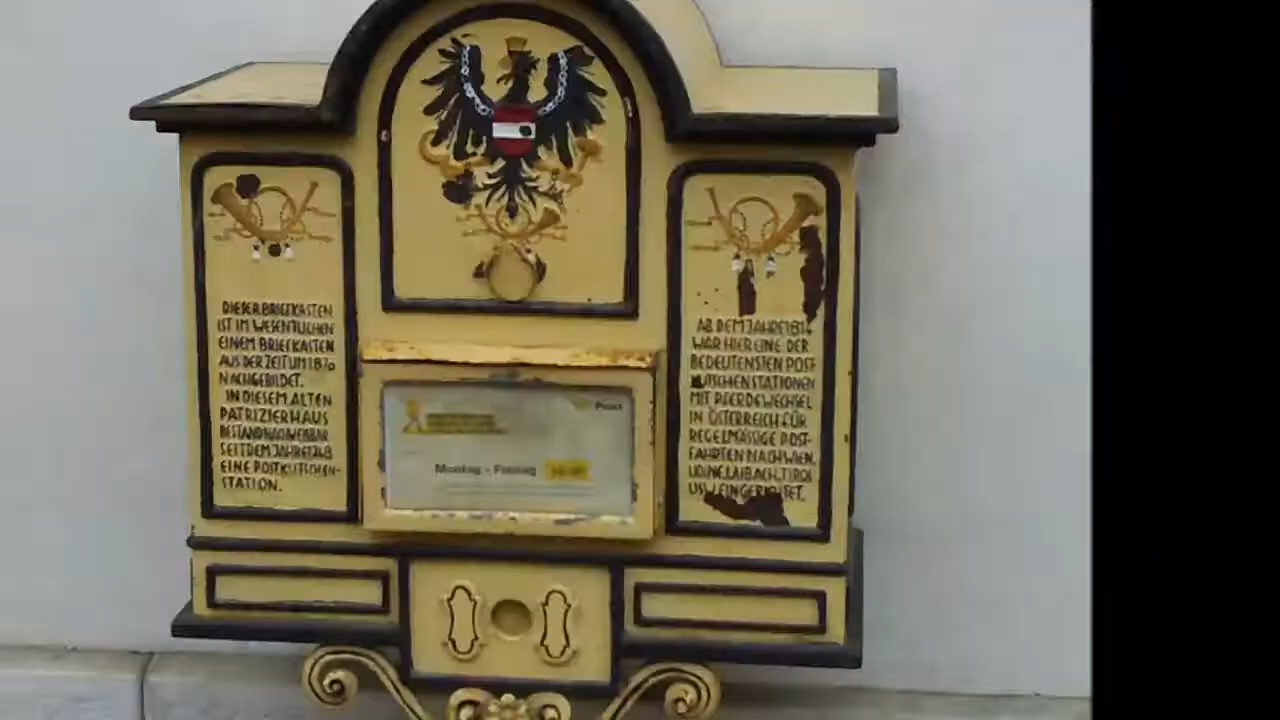 DIESER BRIEFKASTEN
IST IM WESENTLICHEN
EINEM BRIEFKASTEN
AUS DER ZEIT UM 1870
NACHGEBILDET.
IN DIESEM ALTEN
PATRIZIERHAUS
BESTAND NACHWEISBAR
SEIT DEM JAHRE
EINE POSTKUTSCHEN-
STATION.
Post
Montag - Freitag
AB DEM JAHRE 1814
WAR HIER EINE DER
BEDEUTENSTEN POST
KUTSCHENSTATIONEN
MIT PFERDEWECHSEL
IN ÖSTERREICH FÜR
REGELMÄSSIGE POST-
FAHRTEN NACH WIEN,
UDINE, LAIBACH, TIROL
USW. EINGERICHTET.